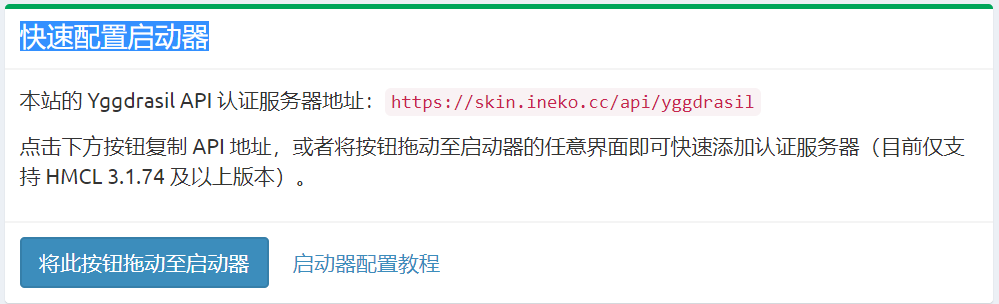 快速配置启动器
本站的 Yggdrasil API 认证服务器地址：https://skin.ineko.cc/api/yggdrasil
点击下方按钮复制 API 地址，或者将按钮拖动至启动器的任意界面即可快速添加认证服务器（目前仅支
持 HMCL 3.1.74 及以上版本）。
将此按钮拖动至启动器 启动器配置教程